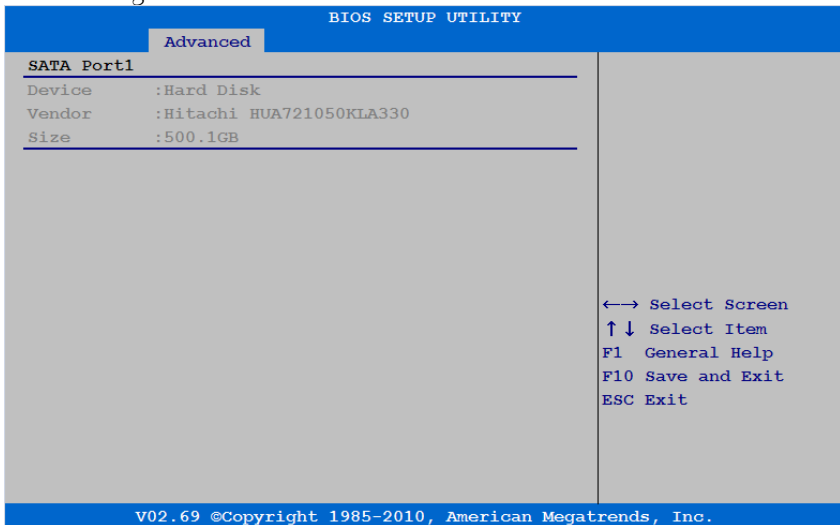 BIOS SETUP UTILITY
Advanced
SATA Port1
Device :Hard Disk
Vendor :Hitachi HUA721050KLA330
Size :500.1GB
←→ Select Screen
↑↓ Select Item
F1 General Help
F10 Save and Exit
ESC Exit
V02.69 ©Copyright 1985-2010, American Megatrends, Inc.